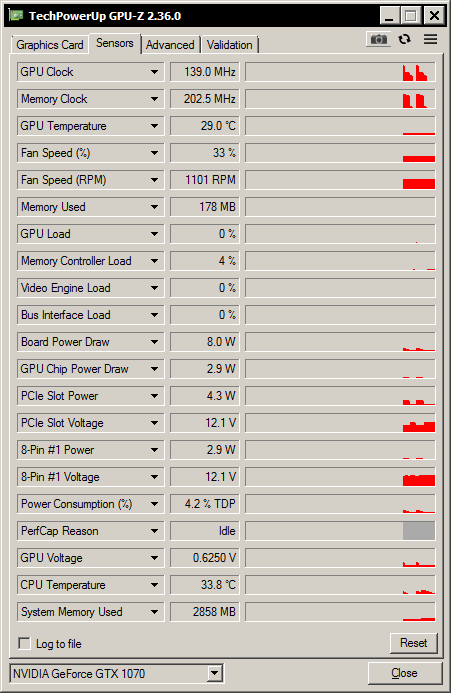 TechPowerUp GPU-Z 2.36.0
Graphics Card Sensors Advanced Validation
GPU Clock 139.0 MHz
Memory Clock 202.5 MHz
GPU Temperature 29.0 °C
Fan Speed (%) 33 %
Fan Speed (RPM) 1101 RPM
Memory Used 178 MB
GPU Load 0 %
Memory Controller Load 4 %
Video Engine Load 0 %
Bus Interface Load 0 %
Board Power Draw 8.0 W
GPU Chip Power Draw 2.9 W
PCIe Slot Power 4.3 W
PCIe Slot Voltage 12.1 V
8-Pin #1 Power 2.9 W
8-Pin #1 Voltage 12.1 V
Power Consumption (%) 4.2 % TDP
PerfCap Reason Idle
GPU Voltage 0.6250 V
CPU Temperature 33.8 °C
System Memory Used 2858 MB
Log to file Reset
NVIDIA GeForce GTX 1070 Close